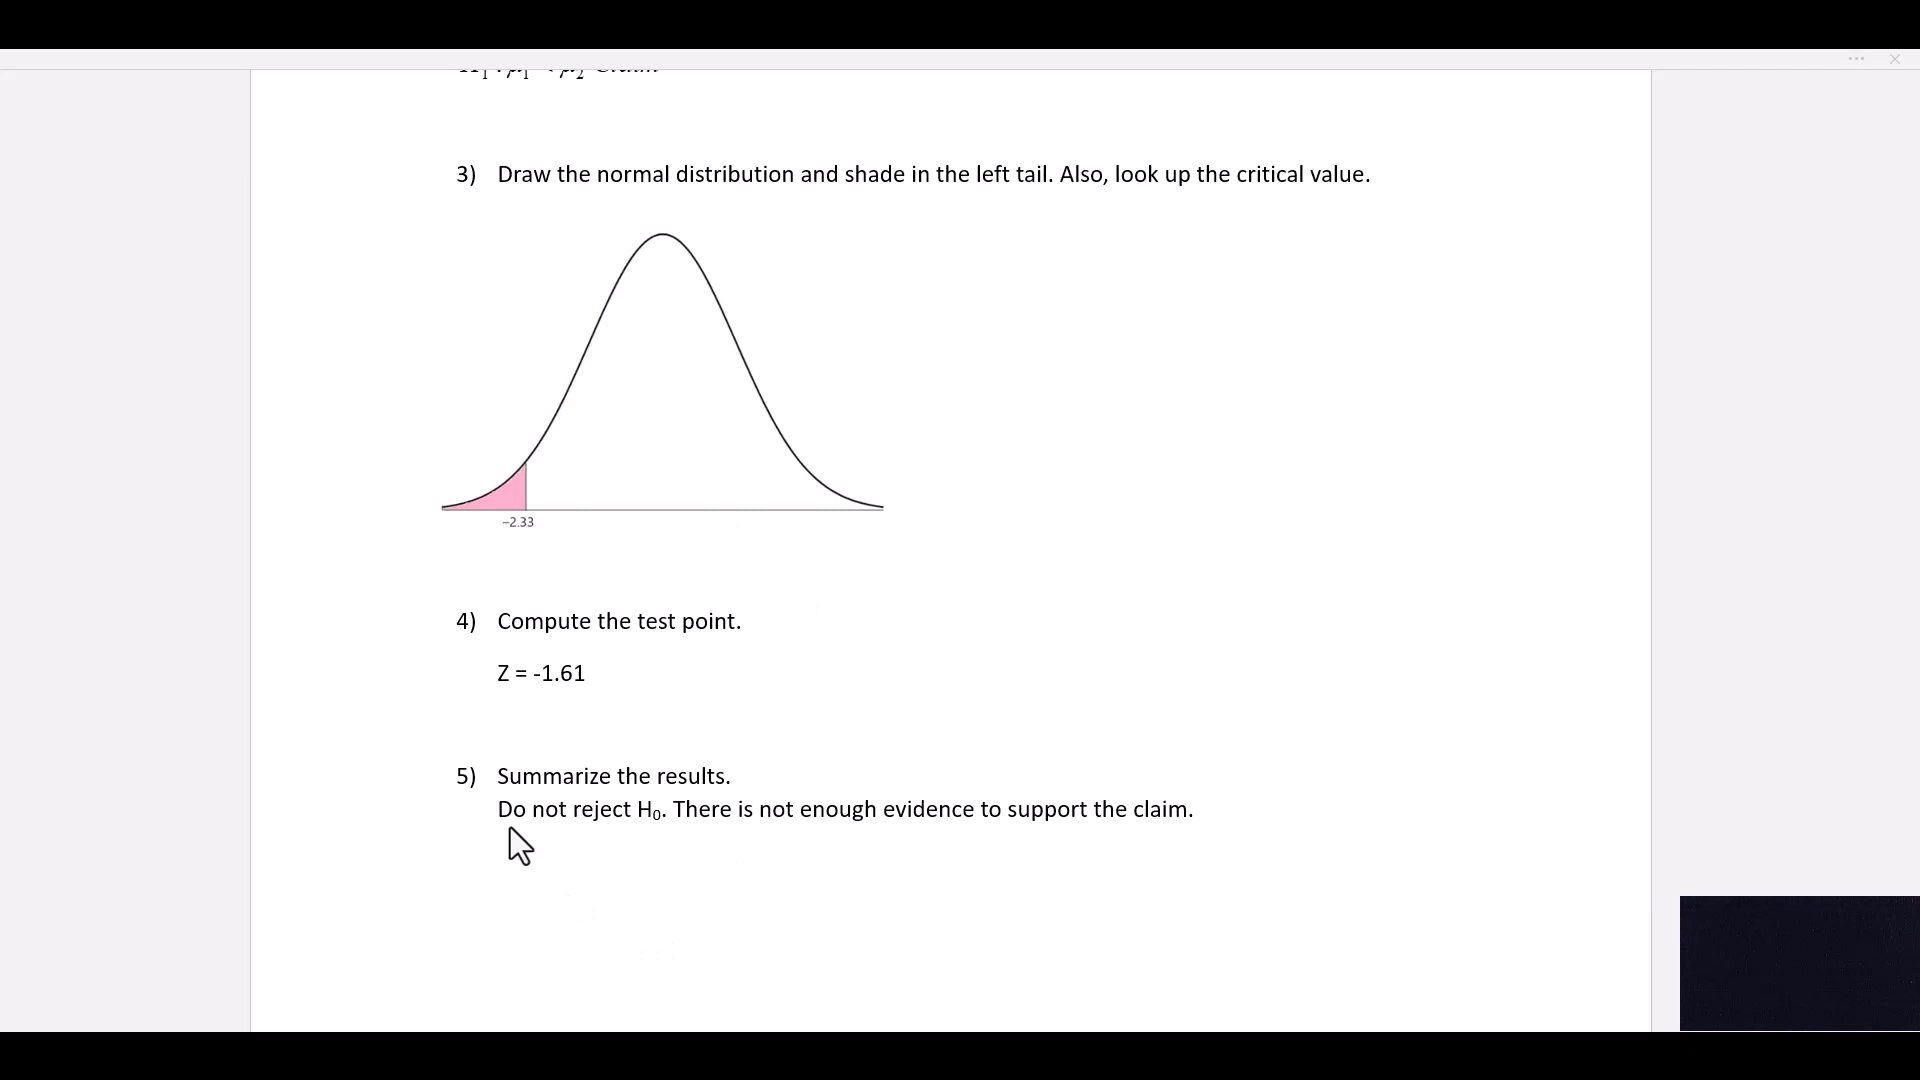 3) Draw the normal distribution and shade in the left tail. Also, look up the critical value.
−2.33
4) Compute the test point.
Z = -1.61
5) Summarize the results.
Do not reject H₀. There is not enough evidence to support the claim.